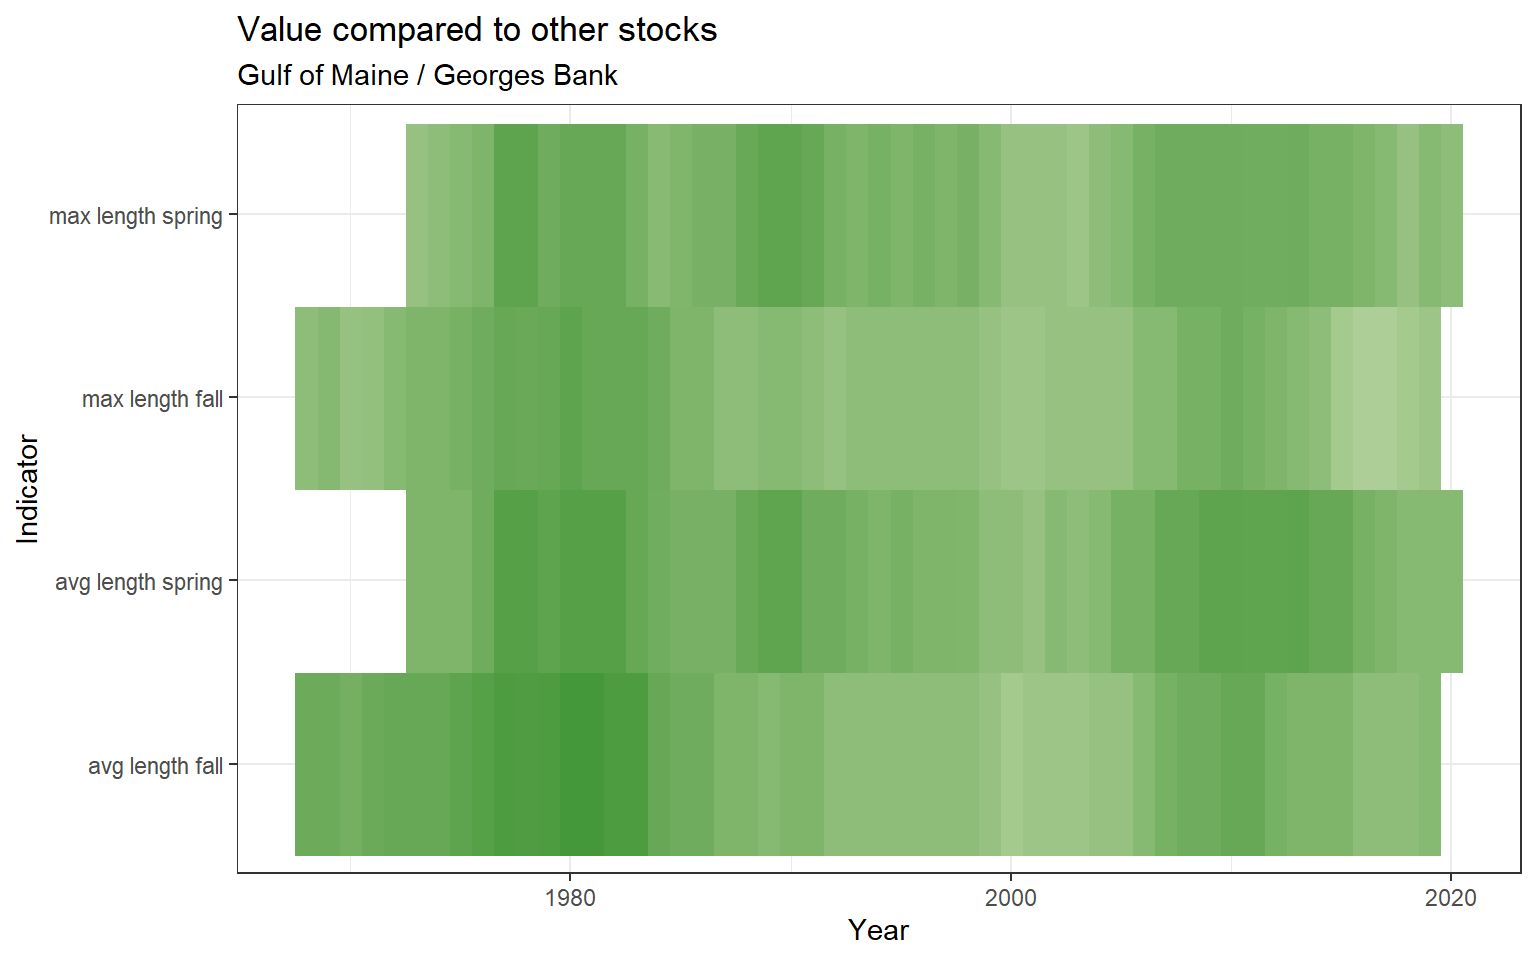 Value compared to other stocks
Gulf of Maine / Georges Bank
max length spring
max length fall
avg length spring
avg length fall
Indicator
1980
2000
2020
Year